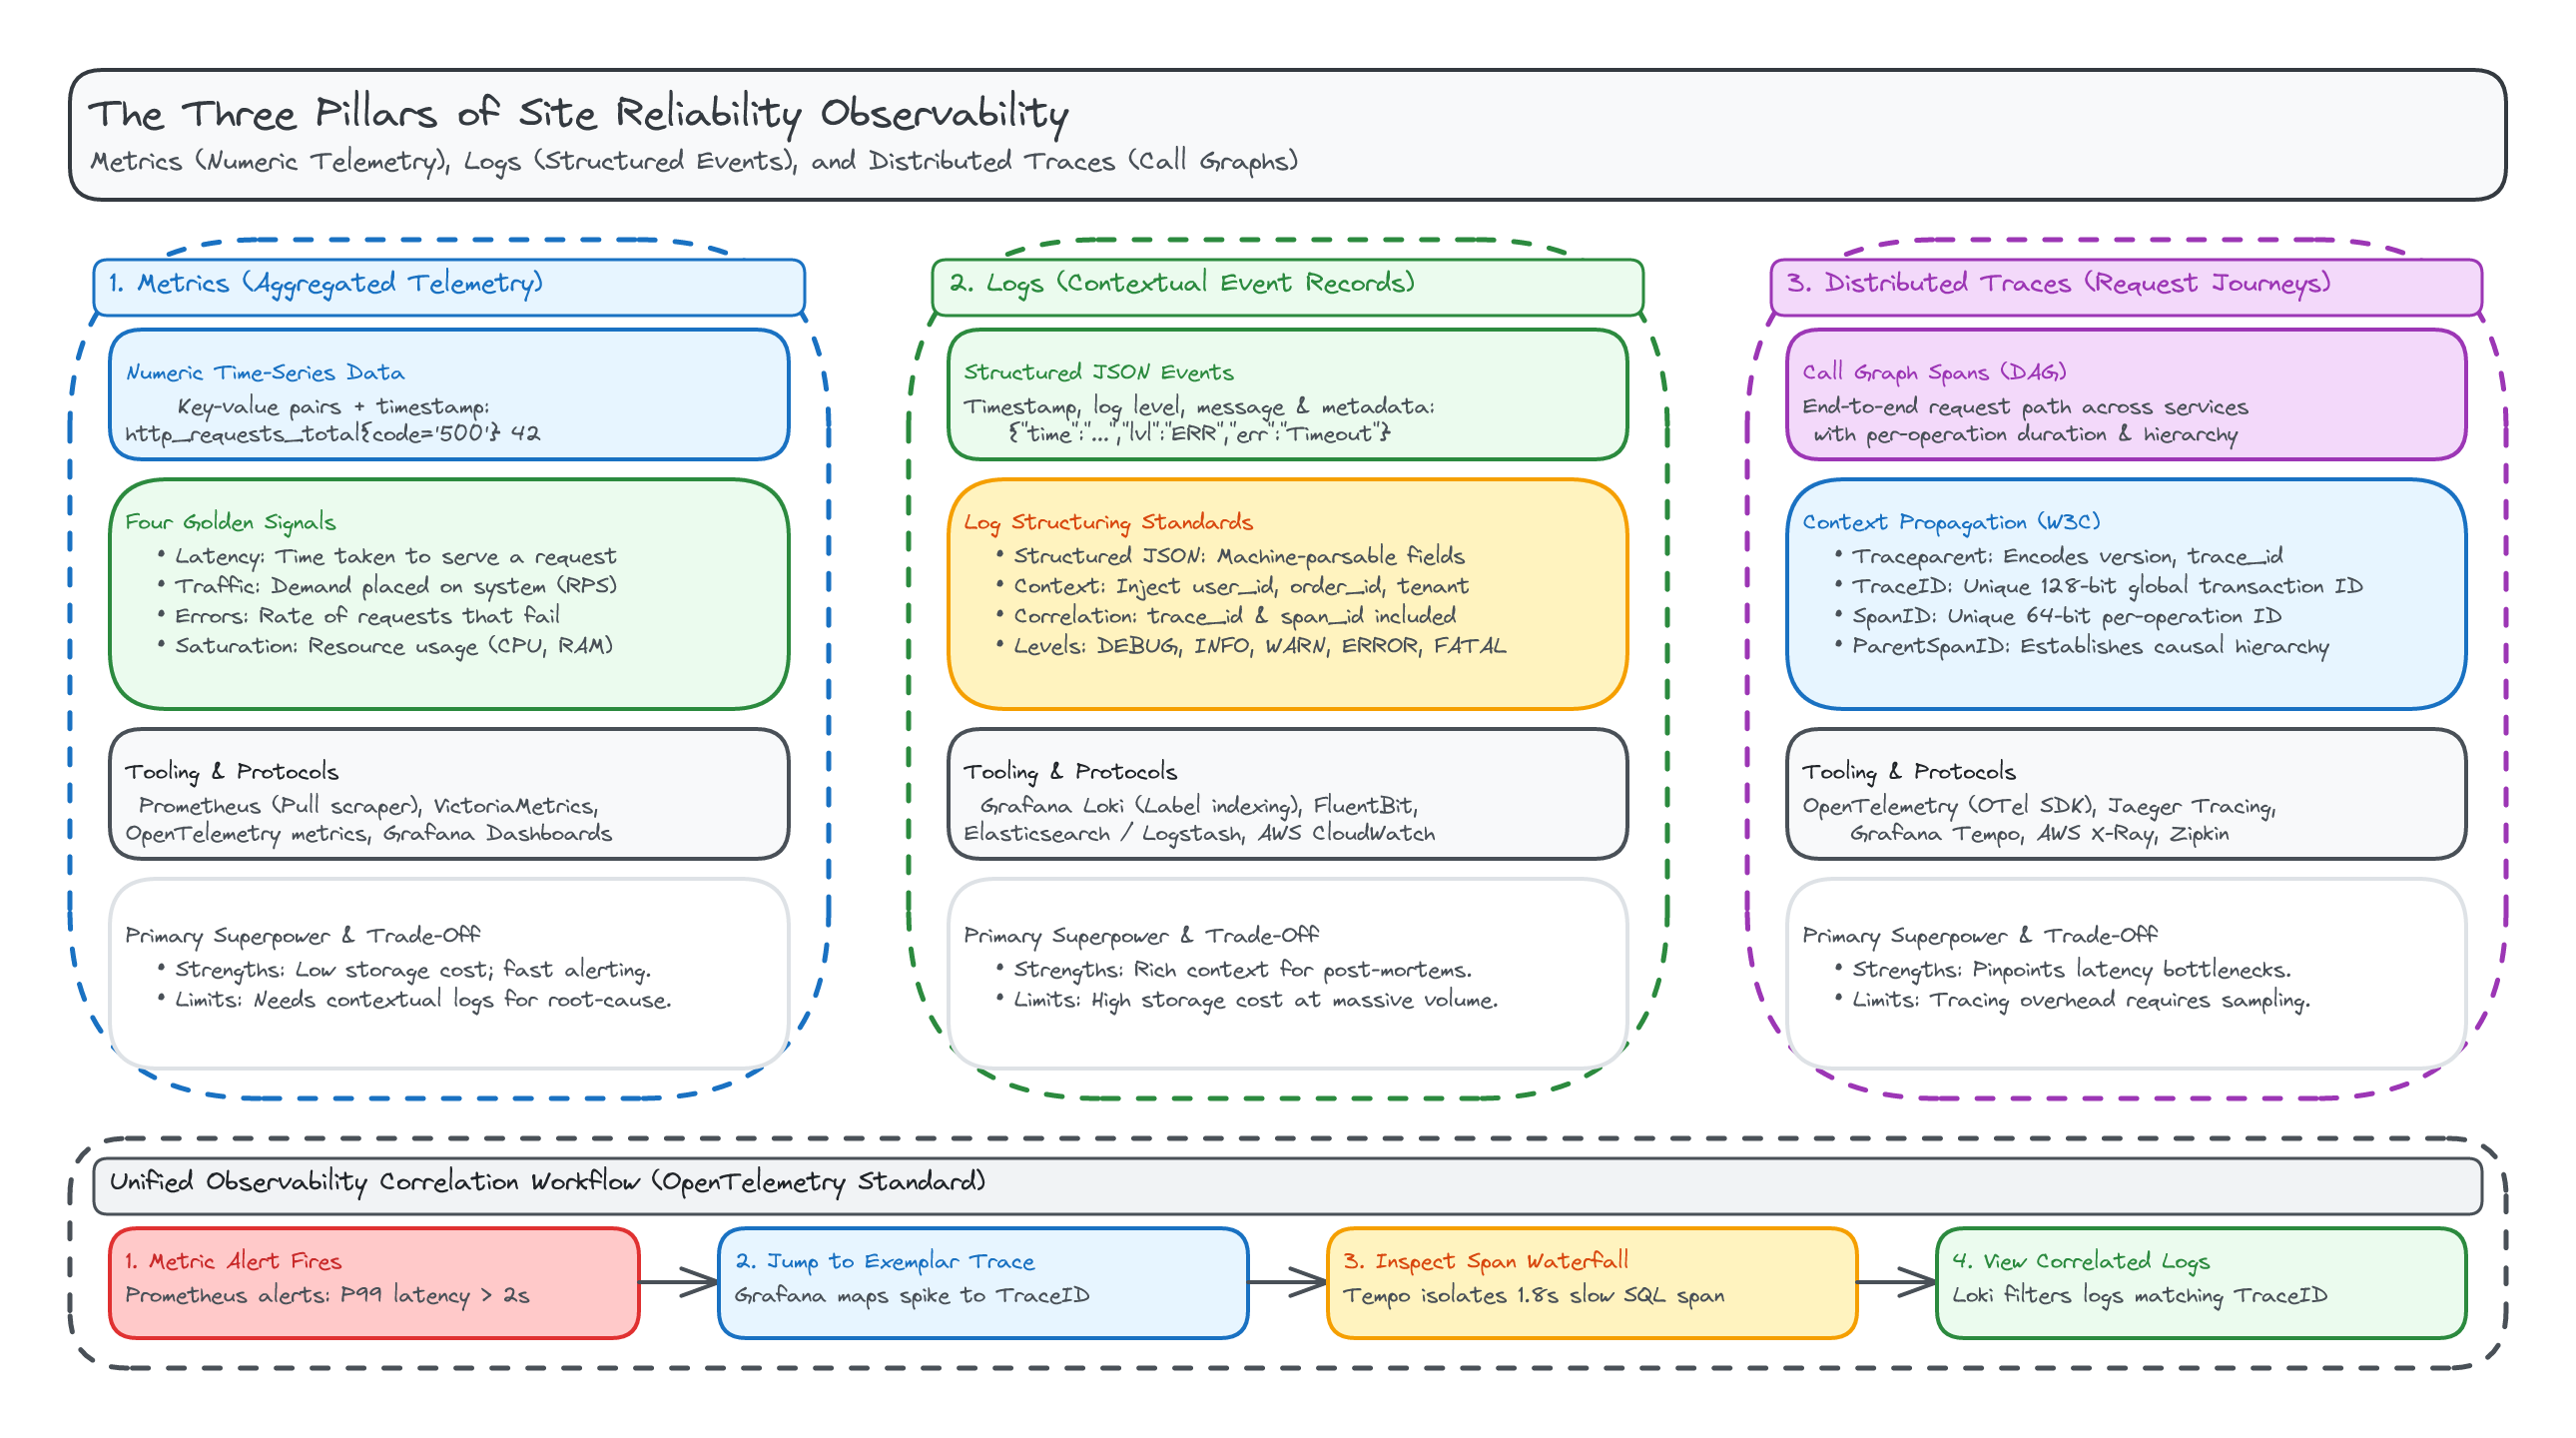 The Three Pillars of Site Reliability Observability
Metrics (Numeric Telemetry), Logs (Structured Events), and Distributed Traces (Call Graphs)
1. Metrics (Aggregated Telemetry)
Numeric Time-Series Data
Key-value pairs + timestamp:
http_requests_total{code='500'} 42
Four Golden Signals
• Latency: Time taken to serve a request
• Traffic: Demand placed on system (RPS)
• Errors: Rate of requests that fail
• Saturation: Resource usage (CPU, RAM)
Tooling & Protocols
Prometheus (Pull scraper), VictoriaMetrics,
OpenTelemetry metrics, Grafana Dashboards
Primary Superpower & Trade-Off
• Strengths: Low storage cost; fast alerting.
• Limits: Needs contextual logs for root-cause.
2. Logs (Contextual Event Records)
Structured JSON Events
Timestamp, log level, message & metadata:
{"time":"...","lvl":"ERR","err":"Timeout"}
Log Structuring Standards
• Structured JSON: Machine-parsable fields
• Context: Inject user_id, order_id, tenant
• Correlation: trace_id & span_id included
• Levels: DEBUG, INFO, WARN, ERROR, FATAL
Tooling & Protocols
Grafana Loki (Label indexing), FluentBit,
Elasticsearch / Logstash, AWS CloudWatch
Primary Superpower & Trade-Off
• Strengths: Rich context for post-mortems.
• Limits: High storage cost at massive volume.
3. Distributed Traces (Request Journeys)
Call Graph Spans (DAG)
End-to-end request path across services
with per-operation duration & hierarchy
Context Propagation (W3C)
• Traceparent: Encodes version, trace_id
• TraceID: Unique 128-bit global transaction ID
• SpanID: Unique 64-bit per-operation ID
• ParentSpanID: Establishes causal hierarchy
Tooling & Protocols
OpenTelemetry (OTel SDK), Jaeger Tracing,
Grafana Tempo, AWS X-Ray, Zipkin
Primary Superpower & Trade-Off
• Strengths: Pinpoints latency bottlenecks.
• Limits: Tracing overhead requires sampling.
Unified Observability Correlation Workflow (OpenTelemetry Standard)
1. Metric Alert Fires
Prometheus alerts: P99 latency > 2s
2. Jump to Exemplar Trace
Grafana maps spike to TraceID
3. Inspect Span Waterfall
Tempo isolates 1.8s slow SQL span
4. View Correlated Logs
Loki filters logs matching TraceID